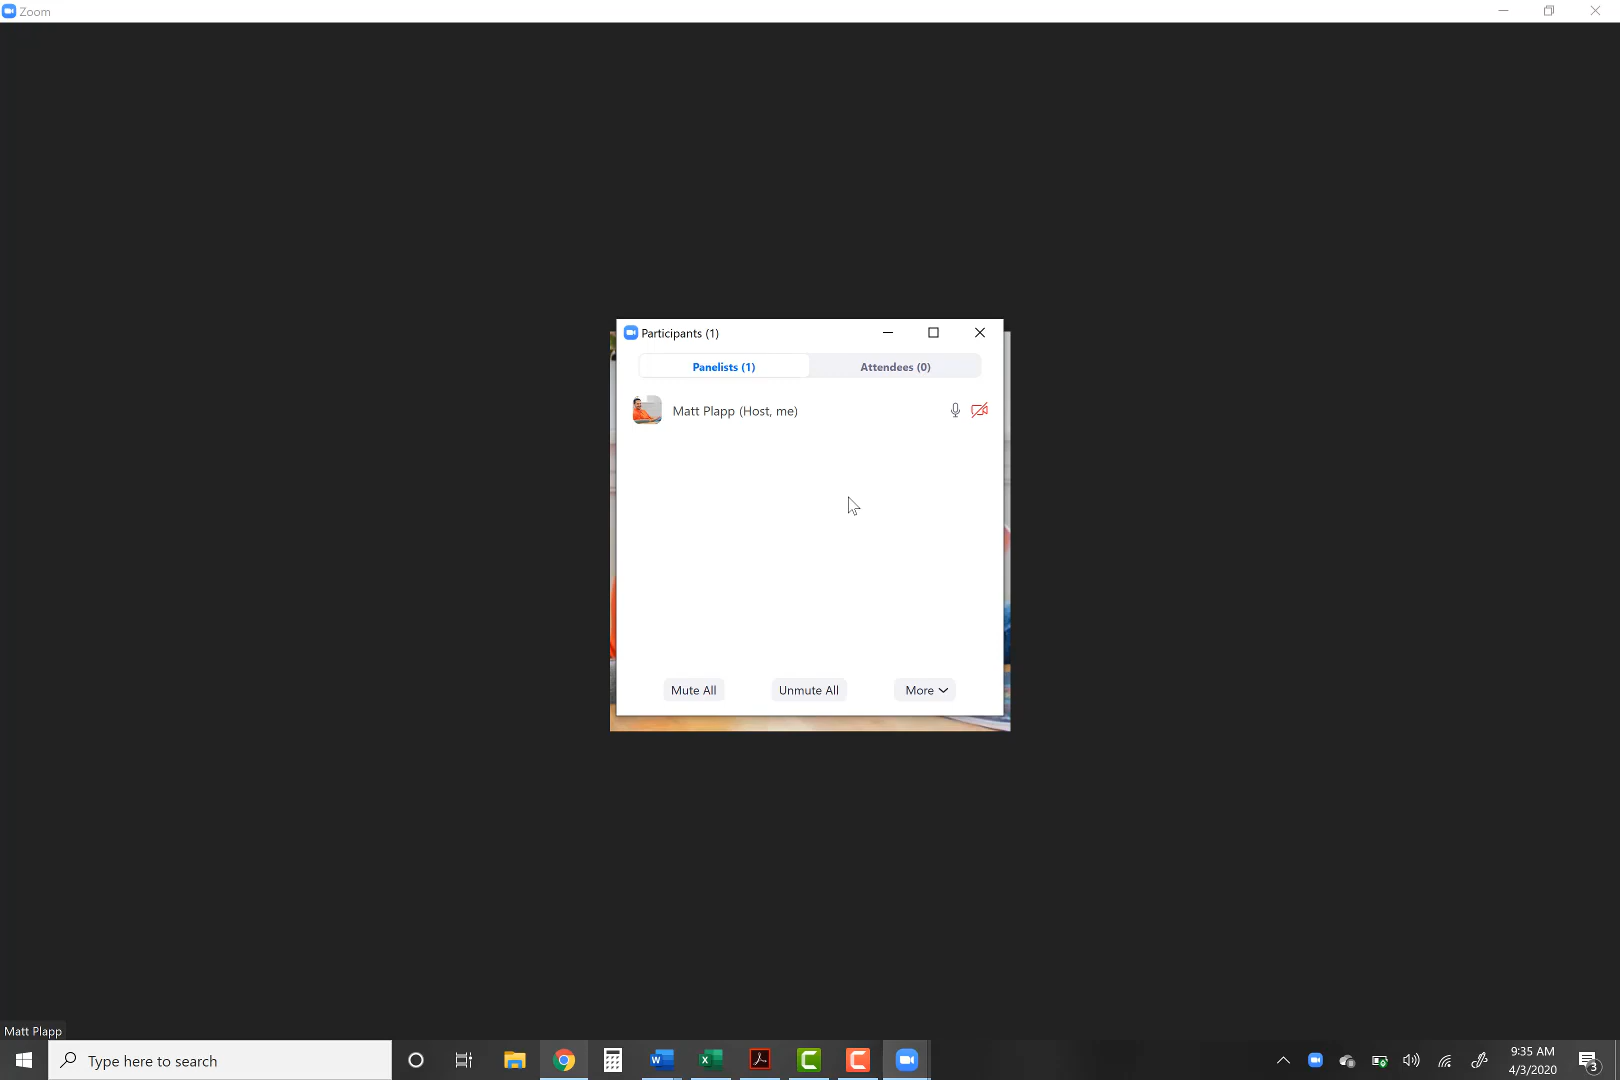 Zoom
Participants (1)
Panelists (1)
Attendees (0)
Matt Plapp (Host, me)
Mute All
Unmute All
More
Matt Plapp
Type here to search
9:35 AM
4/3/2020
3